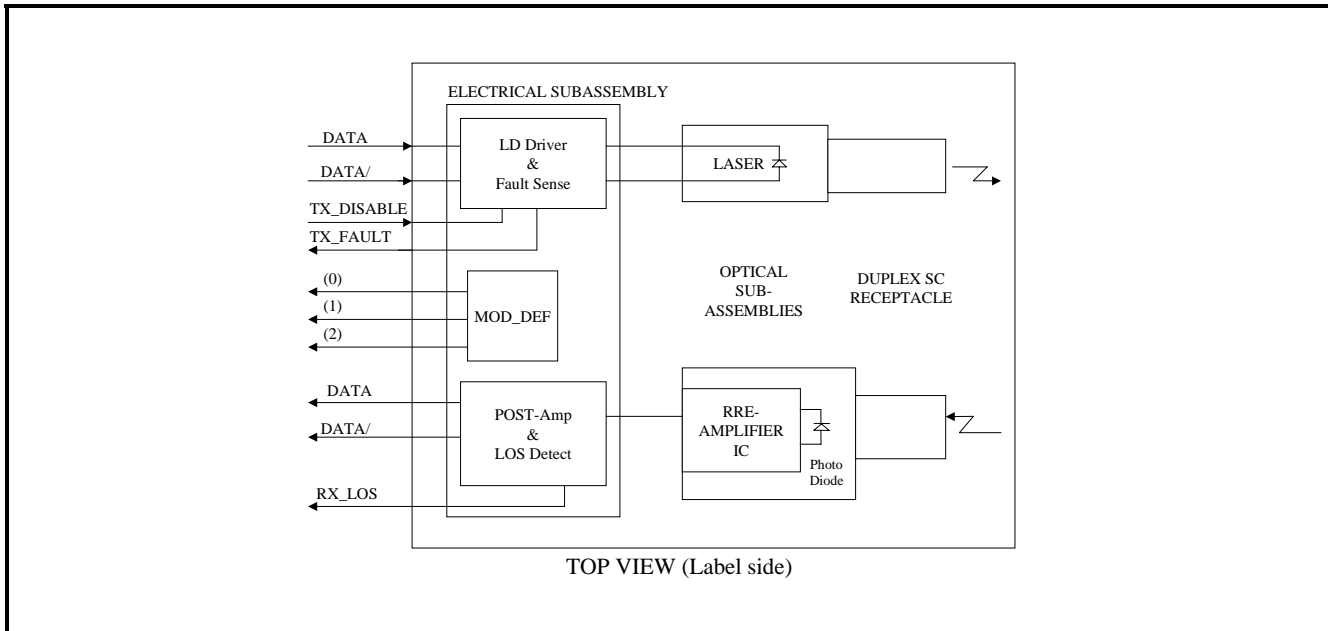 ELECTRICAL SUBASSEMBLY
DATA
DATA/
TX_DISABLE
TX_FAULT
LD Driver
&
Fault Sense
LASER
(0)
(1)
(2)
MOD_DEF
OPTICAL
SUB-
ASSEMBLIES
DUPLEX SC
RECEPTACLE
DATA
DATA/
RX_LOS
POST-Amp
&
LOS Detect
RRE-
AMPLIFIER
IC
Photo
Diode
TOP VIEW (Label side)